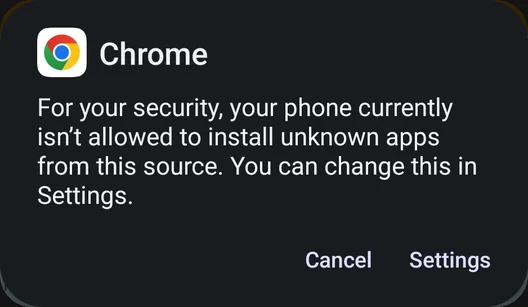 Chrome
For your security, your phone currently
isn’t allowed to install unknown apps
from this source. You can change this in
Settings.
Cancel Settings